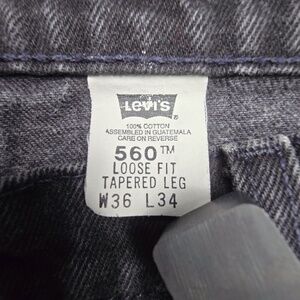 LEVI'S
100% COTTON
ASSEMBLED IN GUATEMALA
CARE ON REVERSE
560™
LOOSE FIT
TAPERED LEG
W36 L34